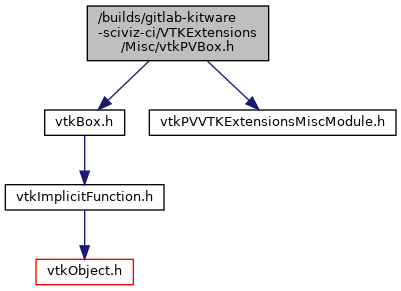 /builds/gitlab-kitware
-sciviz-ci/VTKExtensions
/Misc/vtkPVBox.h
vtkBox.h
vtkPVVTKExtensionsMiscModule.h
vtkImplicitFunction.h
vtkObject.h